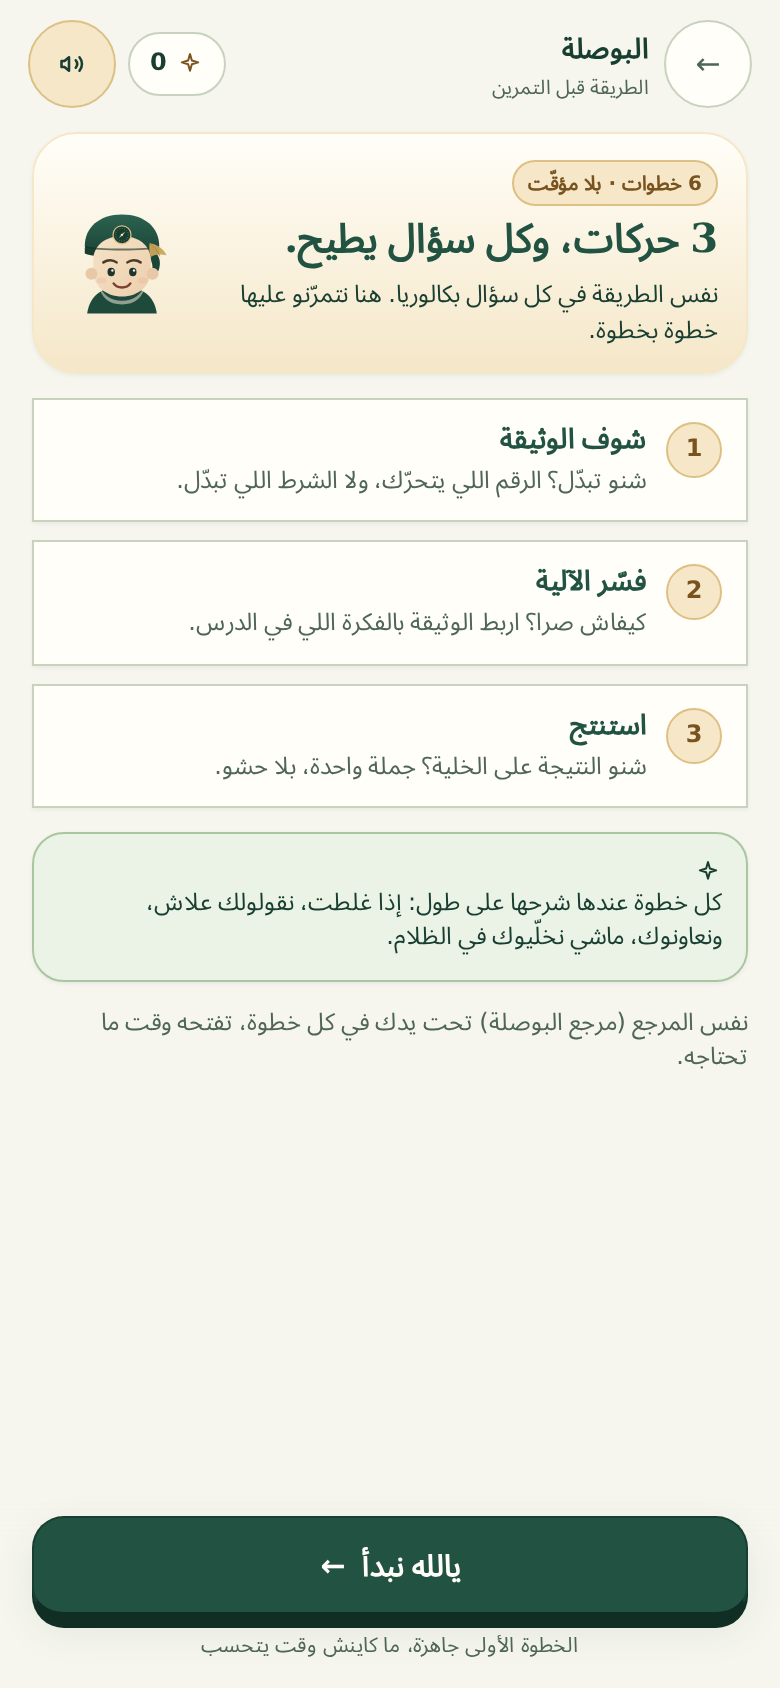 البوصلة
الطريقة قبل التمرين
0
6 خطوات · بلا مؤقّت
3 حركات، وكل سؤال يطيح.
نفس الطريقة في كل سؤال بكالوريا. هنا نتمرّنو عليها
خطوة بخطوة.
1
شوف الوثيقة
شنو تبدّل؟ الرقم اللي يتحرّك، ولا الشرط اللي تبدّل.
2
فسّر الآلية
كيفاش صرا؟ اربط الوثيقة بالفكرة اللي في الدرس.
3
استنتج
شنو النتيجة على الخلية؟ جملة واحدة، بلا حشو.
كل خطوة عندها شرحها على طول: إذا غلطت، نقولولك علاش،
ونعاونوك، ماشي نخلّيوك في الظلام.
نفس المرجع (مرجع البوصلة) تحت يدك في كل خطوة، تفتحه وقت ما
تحتاجه.
يالله نبدأ ←
الخطوة الأولى جاهزة، ما كاينش وقت يتحسب